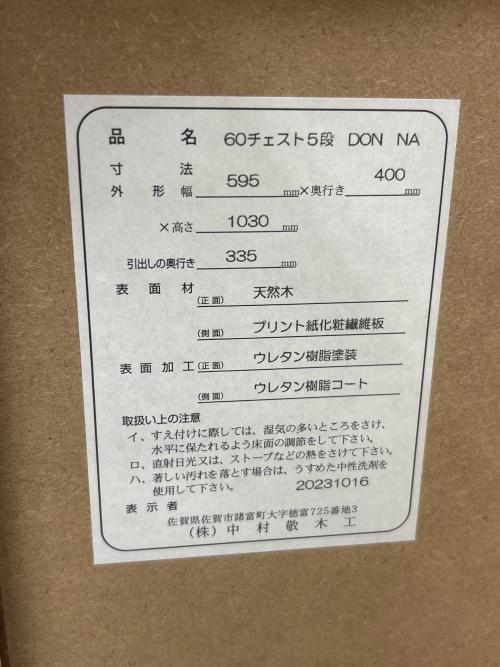 品名 60チェスト5段 DON NA
寸法
外形幅 595 mm×奥行き 400 mm
×高さ 1030 mm
引出しの奥行き 335 mm
表面材 (正面) 天然木
(側面) プリント紙化粧繊維板
表面加工 (正面) ウレタン樹脂塗装
(側面) ウレタン樹脂コート
取扱い上の注意
イ、すえ付けに際しては、湿気の多いところをさけ、
水平に保たれるよう床面の調節をして下さい。
ロ、直射日光又は、ストーブなどの熱をさけて下さい。
ハ、著しい汚れを落とす場合は、うすめた中性洗剤を
使用して下さい。 20231016
表示者
佐賀県佐賀市諸富町大字徳富725番地3
(株)中村敬木工